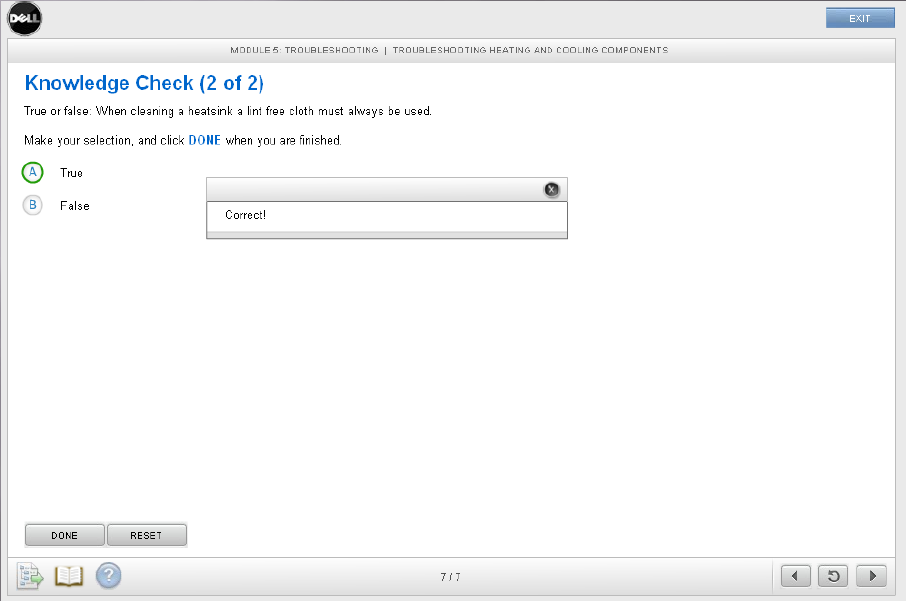 DELL
EXIT
MODULE 5: TROUBLESHOOTING | TROUBLESHOOTING HEATING AND COOLING COMPONENTS
Knowledge Check (2 of 2)
True or false: When cleaning a heatsink a lint free cloth must always be used.
Make your selection, and click DONE when you are finished.
A True
B False
X
Correct!
DONE RESET
?
7 / 7